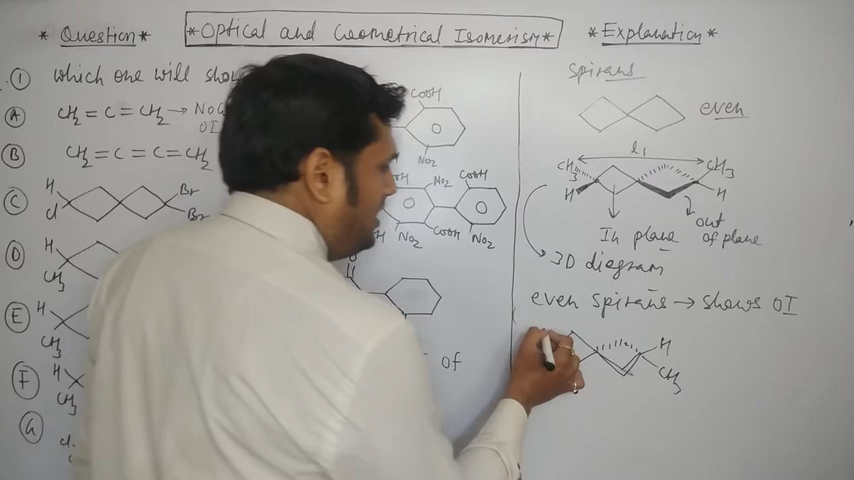 * Question *
* Optical and Geometrical Isomerism *
* Explanation *
① which one will show
Ⓐ CH₂ = C = CH₂ → No
OI
Ⓑ CH₂ = C = C = CH₂
Ⓒ H
Cl
Br
Br
Ⓓ H
CH₃
Ⓔ H
CH₃
Ⓕ H
CH₃
Ⓖ
COOH
NO₂
NO₂ COOH
NO₂ COOH NO₂
of
Spirans
even
l₁
CH₃ CH₃
H H
In plane
out
of plane
3D diagram
even Spirans → shows OI
H
CH₃